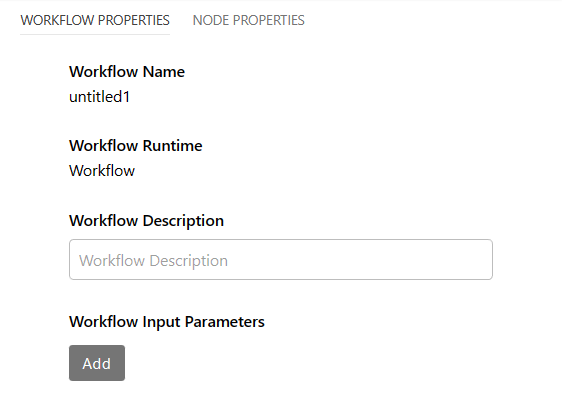 WORKFLOW PROPERTIES NODE PROPERTIES
Workflow Name
untitled1
Workflow Runtime
Workflow
Workflow Description
Workflow Description
Workflow Input Parameters
Add